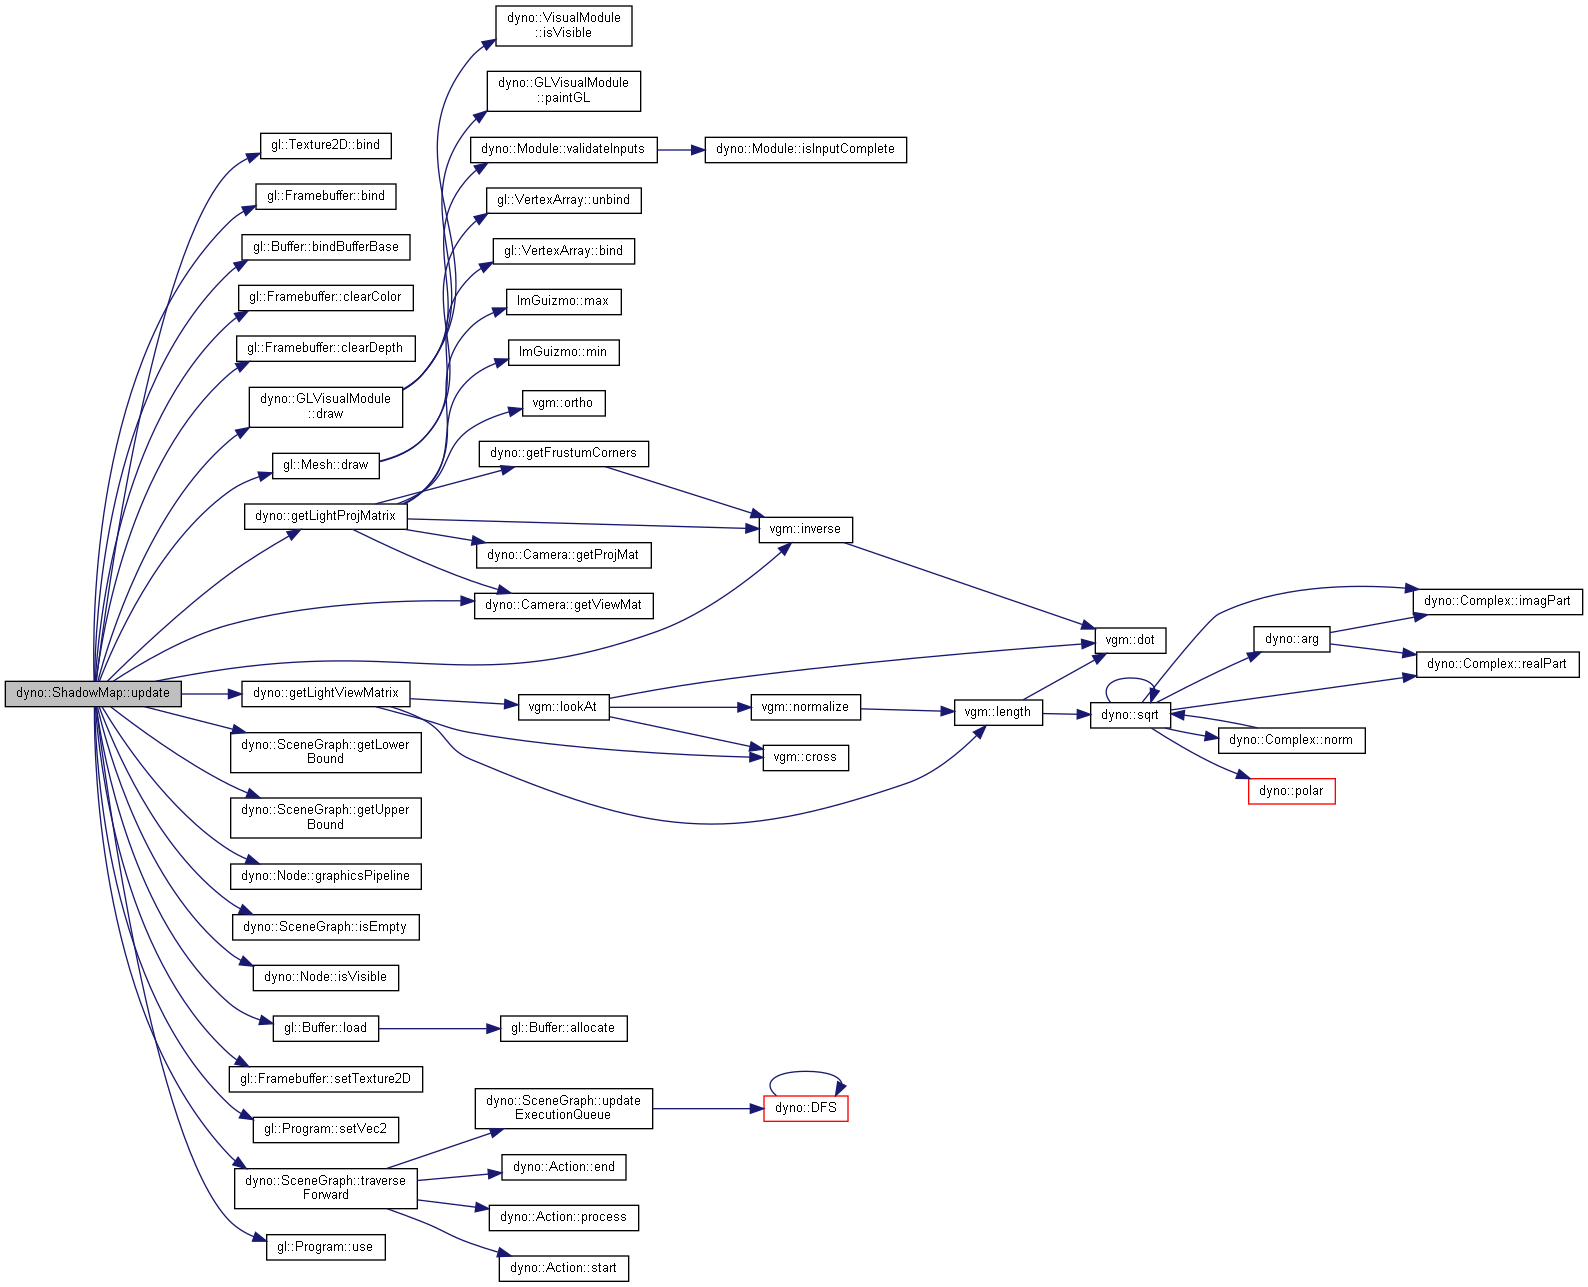 dyno::VisualModule
::isVisible
dyno::GLVisualModule
::paintGL
gl::Texture2D::bind
dyno::Module::validateInputs
dyno::Module::isInputComplete
gl::Framebuffer::bind
gl::VertexArray::unbind
gl::Buffer::bindBufferBase
gl::VertexArray::bind
gl::Framebuffer::clearColor
ImGuizmo::max
gl::Framebuffer::clearDepth
ImGuizmo::min
dyno::GLVisualModule
::draw
vgm::ortho
gl::Mesh::draw
dyno::getFrustumCorners
dyno::getLightProjMatrix
vgm::inverse
dyno::Camera::getProjMat
dyno::Camera::getViewMat
dyno::Complex::imagPart
vgm::dot
dyno::arg
dyno::Complex::realPart
dyno::ShadowMap::update
dyno::getLightViewMatrix
vgm::lookAt
vgm::normalize
vgm::length
dyno::sqrt
dyno::Complex::norm
dyno::SceneGraph::getLower
Bound
vgm::cross
dyno::polar
dyno::SceneGraph::getUpper
Bound
dyno::Node::graphicsPipeline
dyno::SceneGraph::isEmpty
dyno::Node::isVisible
gl::Buffer::load
gl::Buffer::allocate
gl::Framebuffer::setTexture2D
dyno::SceneGraph::update
ExecutionQueue
dyno::DFS
gl::Program::setVec2
dyno::Action::end
dyno::SceneGraph::traverse
Forward
dyno::Action::process
gl::Program::use
dyno::Action::start